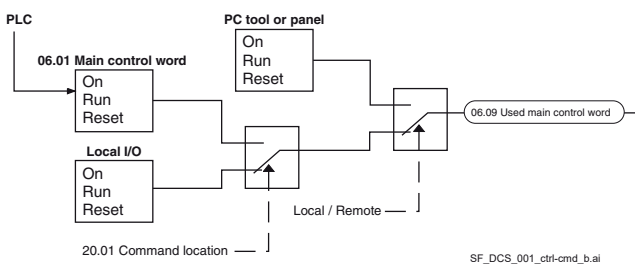 PLC
PC tool or panel
On
Run
Reset
06.01 Main control word
On
Run
Reset
06.09 Used main control word
Local I/O
On
Run
Reset
Local / Remote
20.01 Command location
SF_DCS_001_ctrl-cmd_b.ai